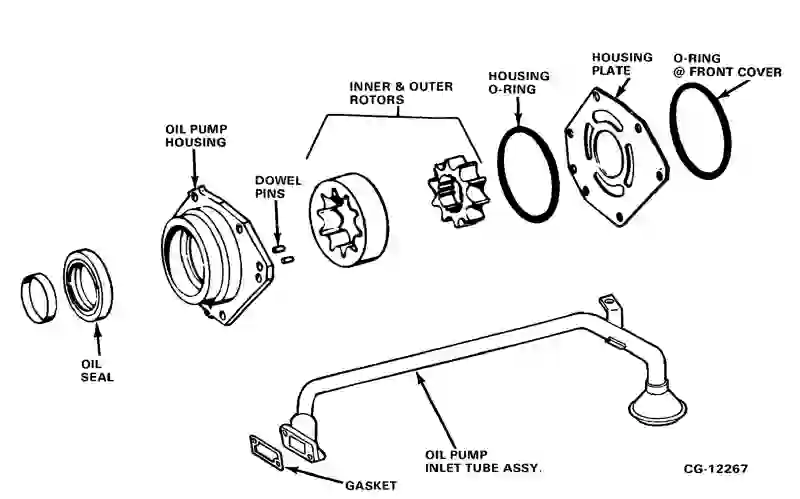 HOUSING
PLATE
O-RING
@ FRONT COVER
HOUSING
O-RING
INNER & OUTER
ROTORS
OIL PUMP
HOUSING
DOWEL
PINS
OIL
SEAL
OIL PUMP
INLET TUBE ASSY.
GASKET
CG-12267